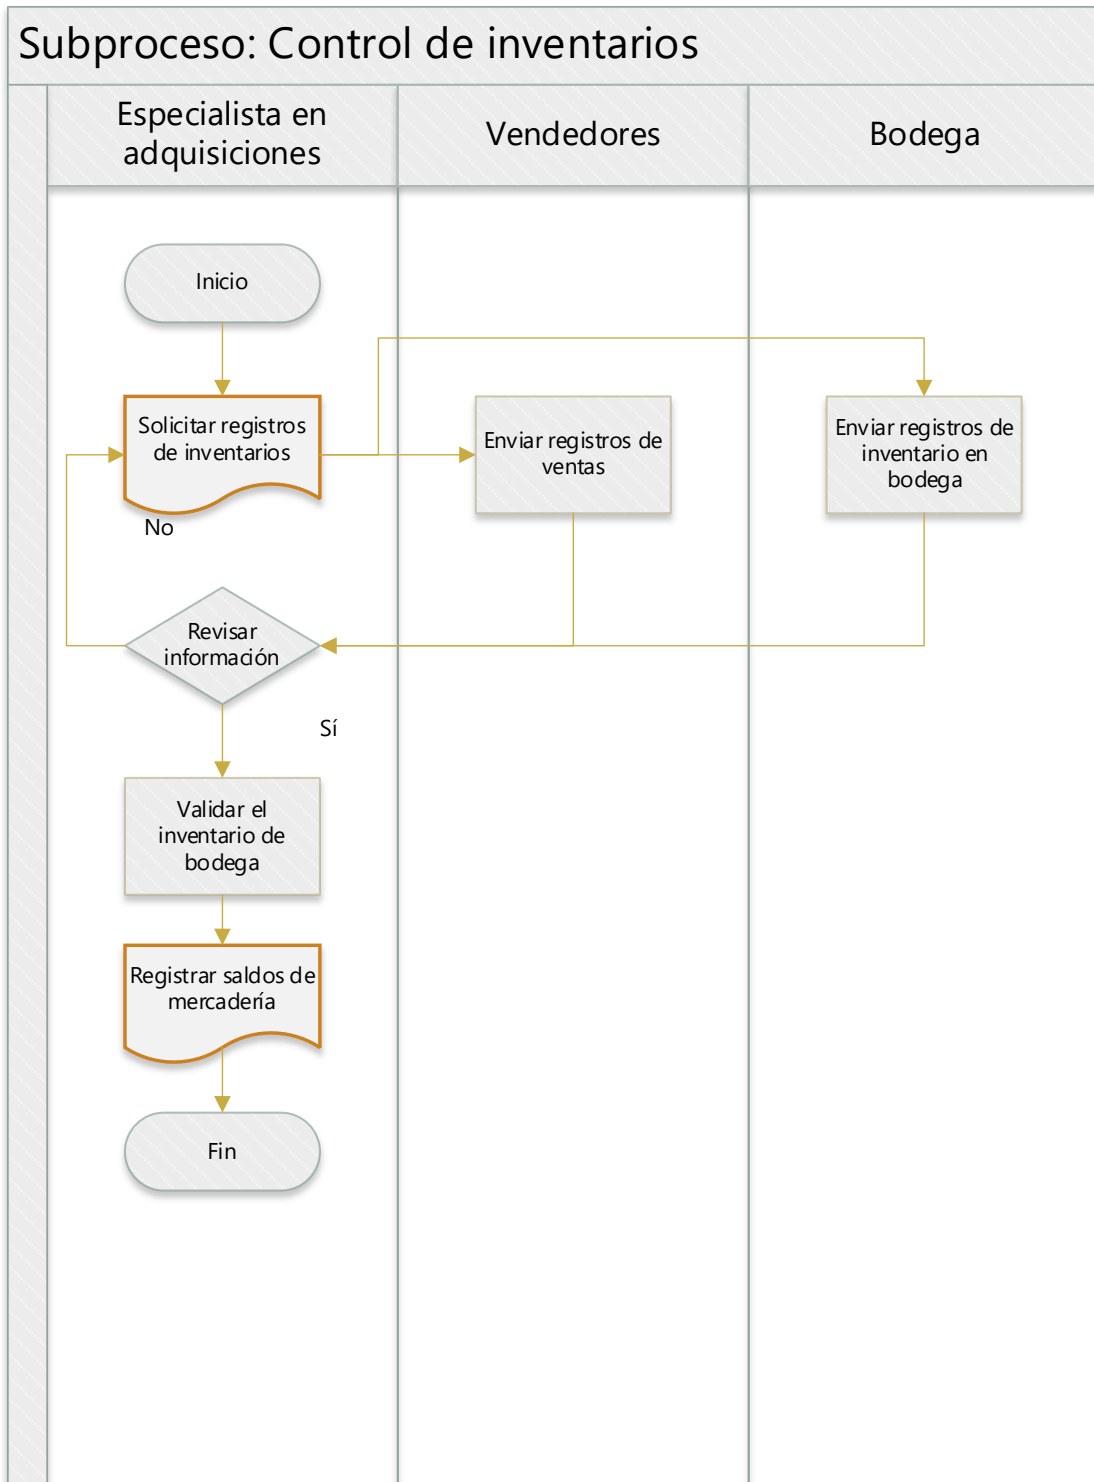 Subproceso: Control de inventarios
Especialista en
adquisiciones
Vendedores
Bodega
Inicio
Solicitar registros
de inventarios
Enviar registros de
ventas
Enviar registros de
inventario en
bodega
No
Revisar
información
Sí
Validar el
inventario de
bodega
Registrar saldos de
mercadería
Fin